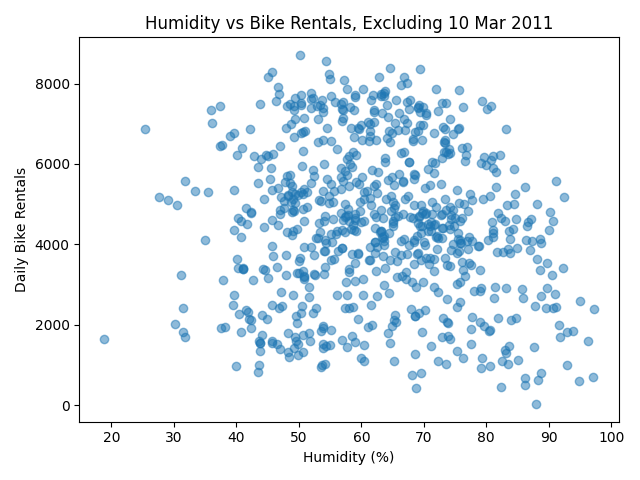 Humidity vs Bike Rentals, Excluding 10 Mar 2011
8000
6000
4000
2000
0
Daily Bike Rentals
20 30 40 50 60 70 80 90 100
Humidity (%)